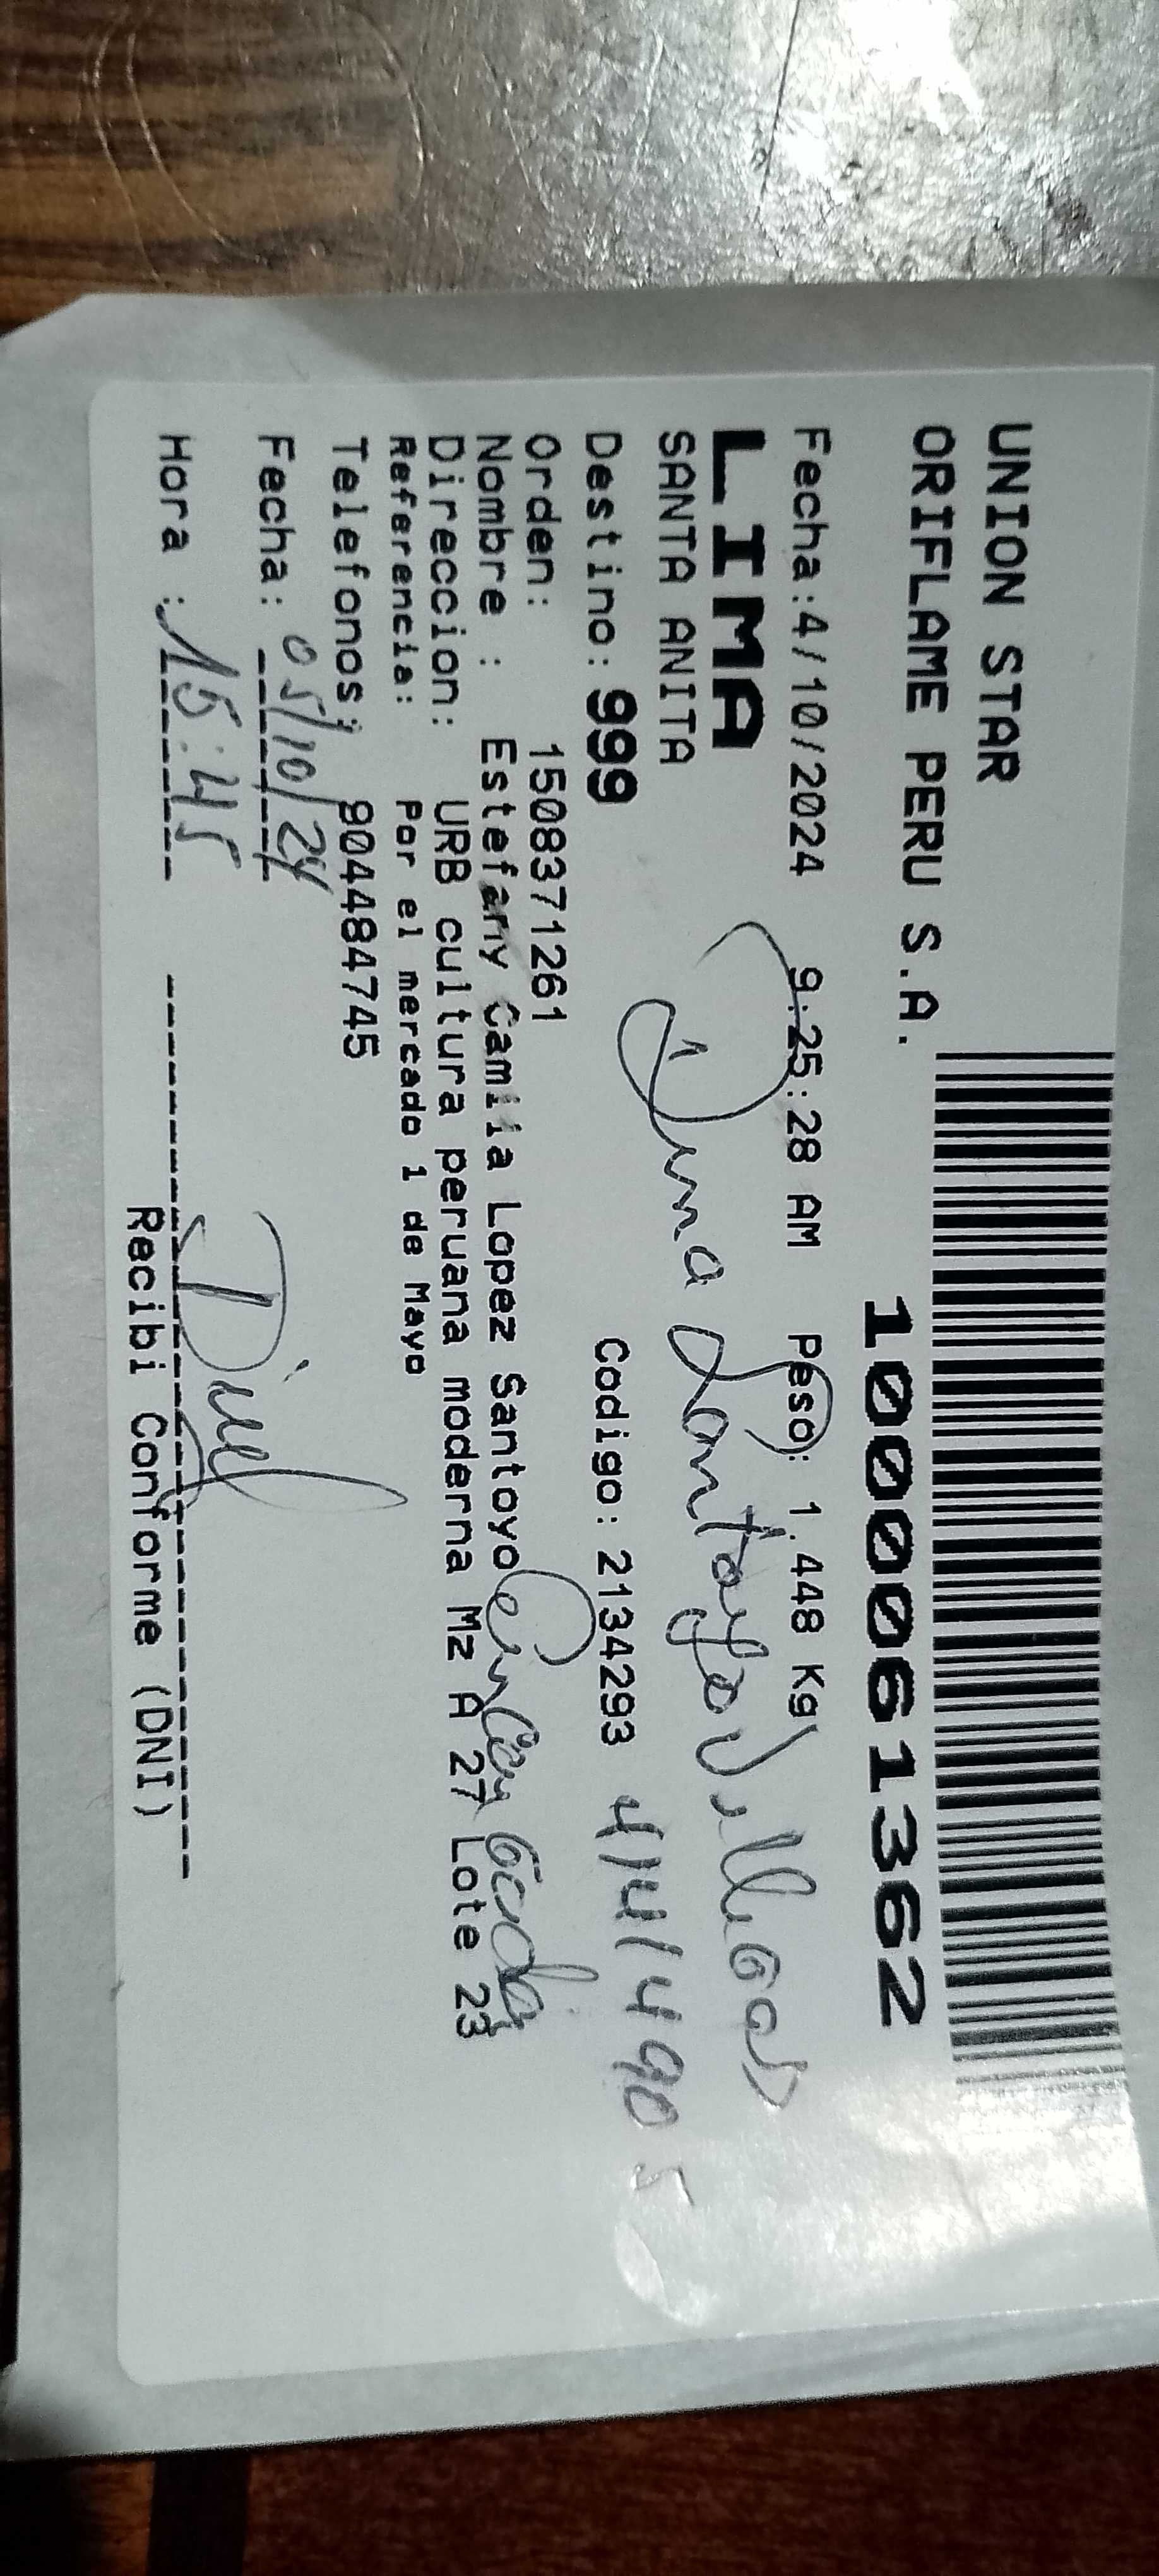 UNION STAR
ORIFLAME PERU S.A.
1000061362
Fecha:4/10/2024 9:25:28 AM Peso: 1.448 Kg
LIMA
SANTA ANITA
Destino: 999 Codigo: 2134293
41414905
Orden: 1508371261
Nombre : Estefany Camila Lopez Santoyo
Direccion: URB cultura peruana moderna Mz A 27 Lote 23
Referencia: Por el mercado 1 de Mayo
Telefonos: 904484745
Fecha: 05/10/24
Hora : 15:45
Recibi Conforme (DNI)